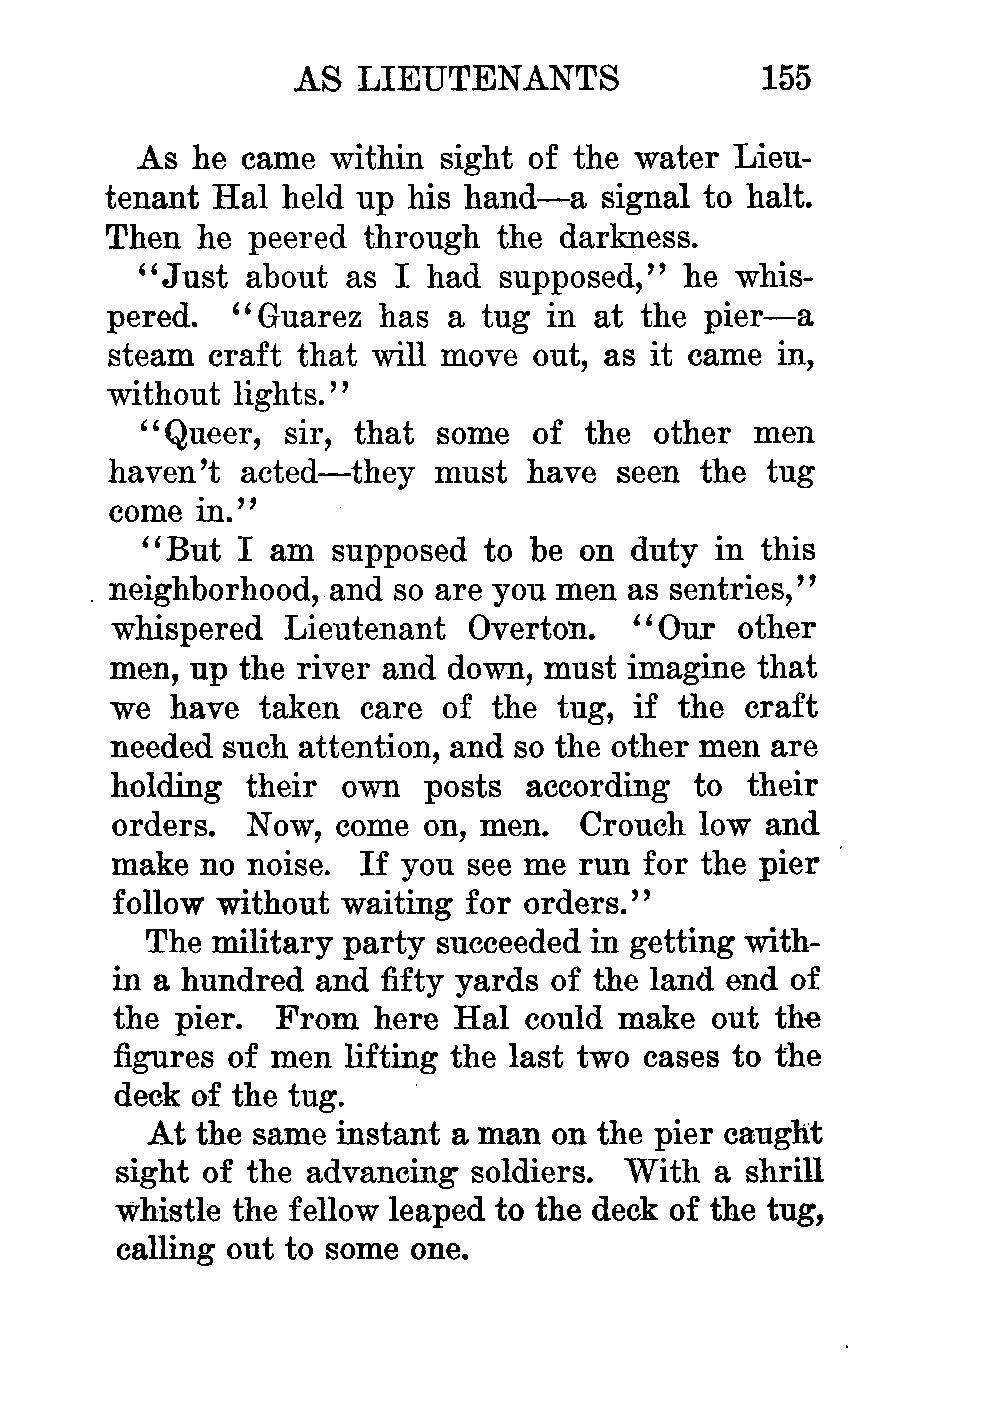 AS LIEUTENANTS 155
As he came within sight of the water Lieu-
tenant Hal held up his hand—a signal to halt.
Then he peered through the darkness.
“Just about as I had supposed,” he whis-
pered. “Guarez has a tug in at the pier—a
steam craft that will move out, as it came in,
without lights.”
“Queer, sir, that some of the other men
haven’t acted—they must have seen the tug
come in.”
“But I am supposed to be on duty in this
neighborhood, and so are you men as sentries,”
whispered Lieutenant Overton. “Our other
men, up the river and down, must imagine that
we have taken care of the tug, if the craft
needed such attention, and so the other men are
holding their own posts according to their
orders. Now, come on, men. Crouch low and
make no noise. If you see me run for the pier
follow without waiting for orders.”
The military party succeeded in getting with-
in a hundred and fifty yards of the land end of
the pier. From here Hal could make out the
figures of men lifting the last two cases to the
deck of the tug.
At the same instant a man on the pier caught
sight of the advancing soldiers. With a shrill
whistle the fellow leaped to the deck of the tug,
calling out to some one.